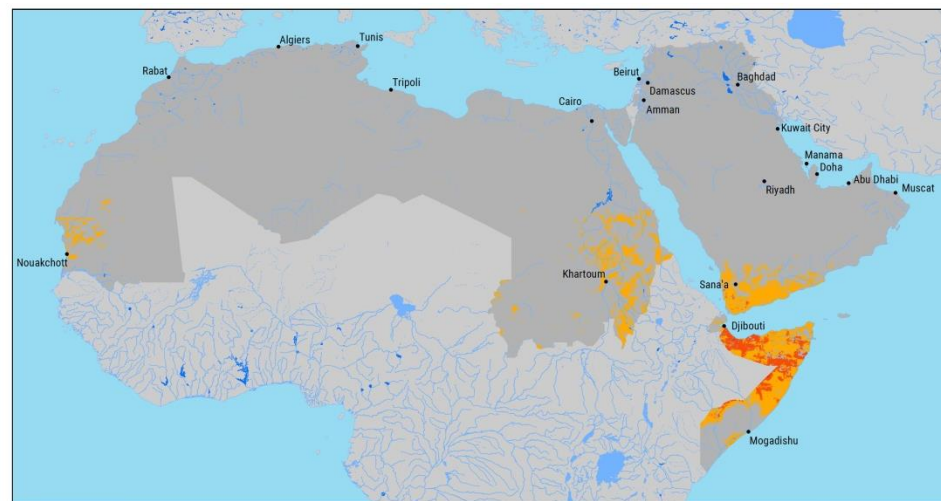 Algiers
Tunis
Rabat
Tripoli
Beirut
Damascus
Baghdad
Amman
Cairo
Kuwait City
Manama
Doha
Abu Dhabi
Riyadh
Muscat
Nouakchott
Khartoum
Sana'a
Djibouti
Mogadishu